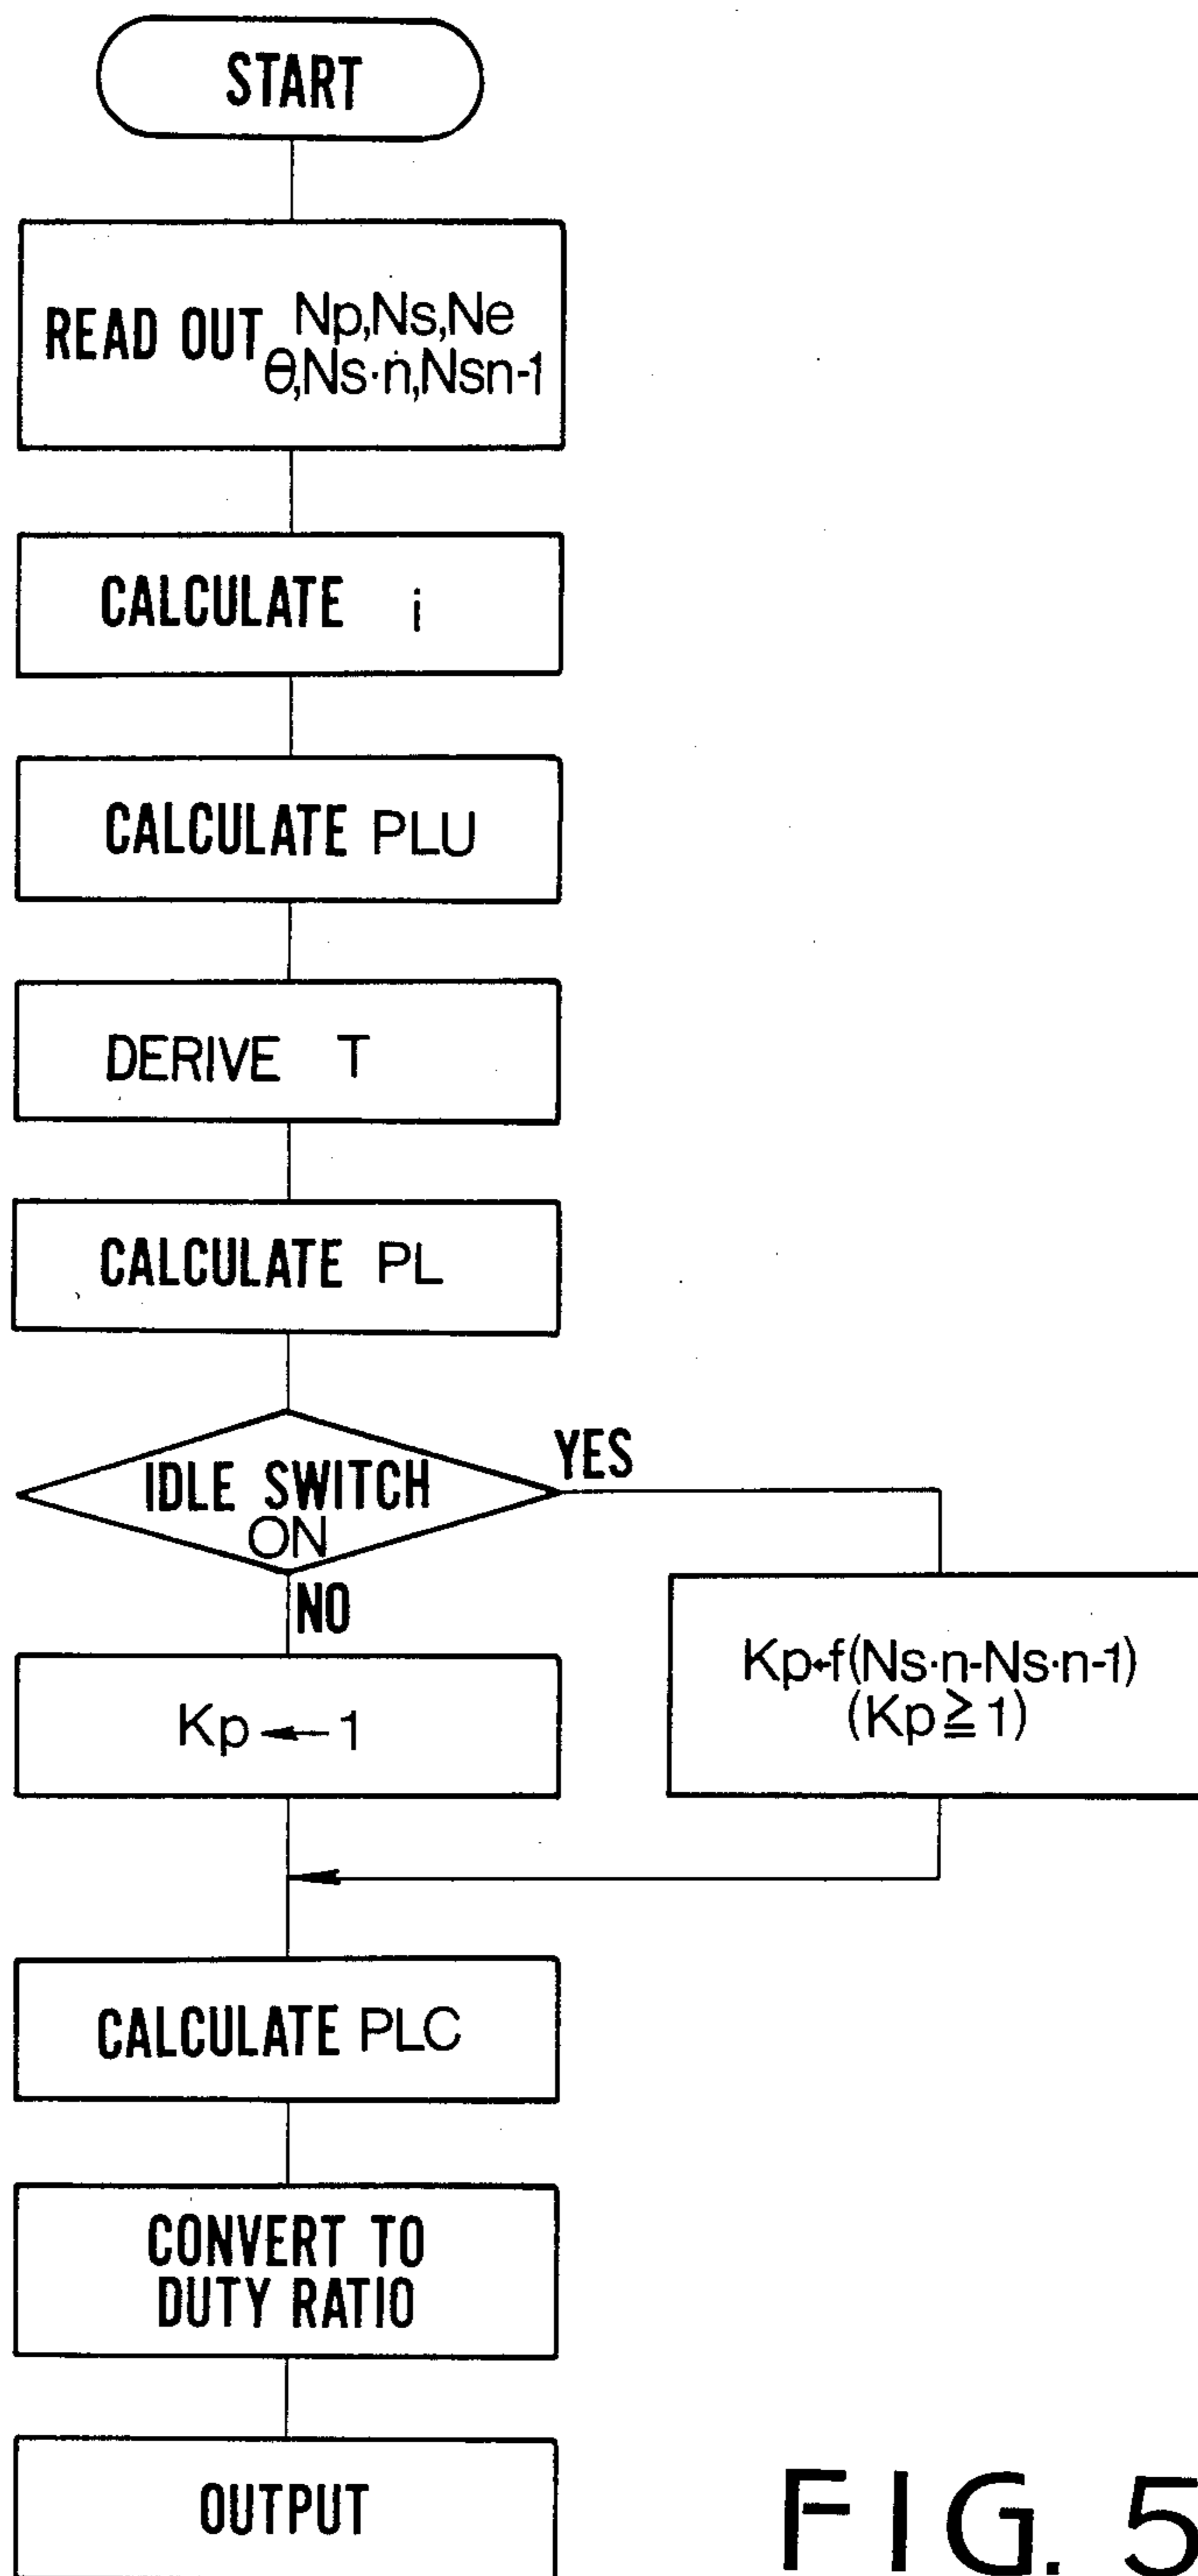 START
READ OUT Np,Ns,Ne
θ,Ns·n,Nsn-1
CALCULATE i
CALCULATE PLU
DERIVE T
CALCULATE PL
IDLE SWITCH
ON
YES
NO
Kp ← 1
Kp←f(Ns·n-Ns·n-1)
(Kp ≧ 1)
CALCULATE PLC
CONVERT TO
DUTY RATIO
OUTPUT
FIG. 5